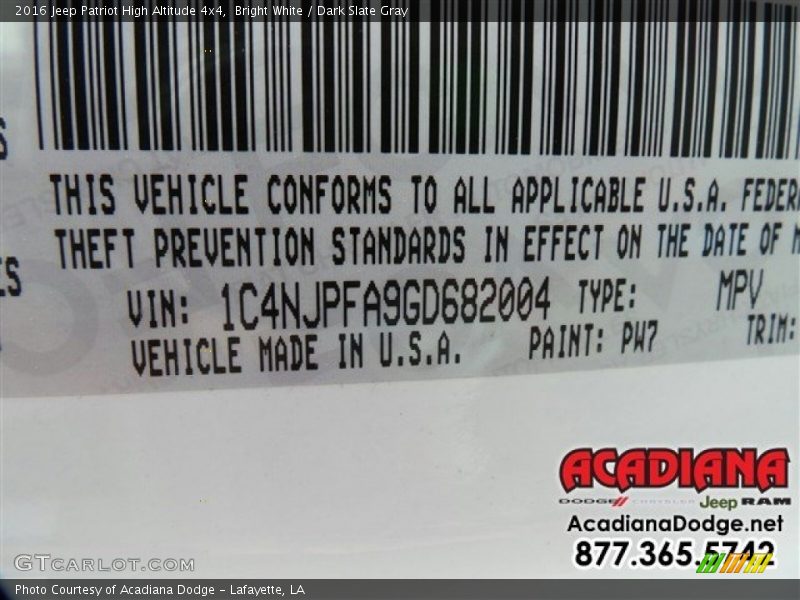 2016 Jeep Patriot High Altitude 4x4, Bright White / Dark Slate Gray
THIS VEHICLE CONFORMS TO ALL APPLICABLE U.S.A. FEDER
THEFT PREVENTION STANDARDS IN EFFECT ON THE DATE OF M
VIN: 1C4NJPFA9GD682004 TYPE: MPV
VEHICLE MADE IN U.S.A. PAINT: PW7 TRIM:
ACADIANA
DODGE CHRYSLER Jeep RAM
AcadianaDodge.net
877.365.5742
GTCARLOT.COM
Photo Courtesy of Acadiana Dodge - Lafayette, LA